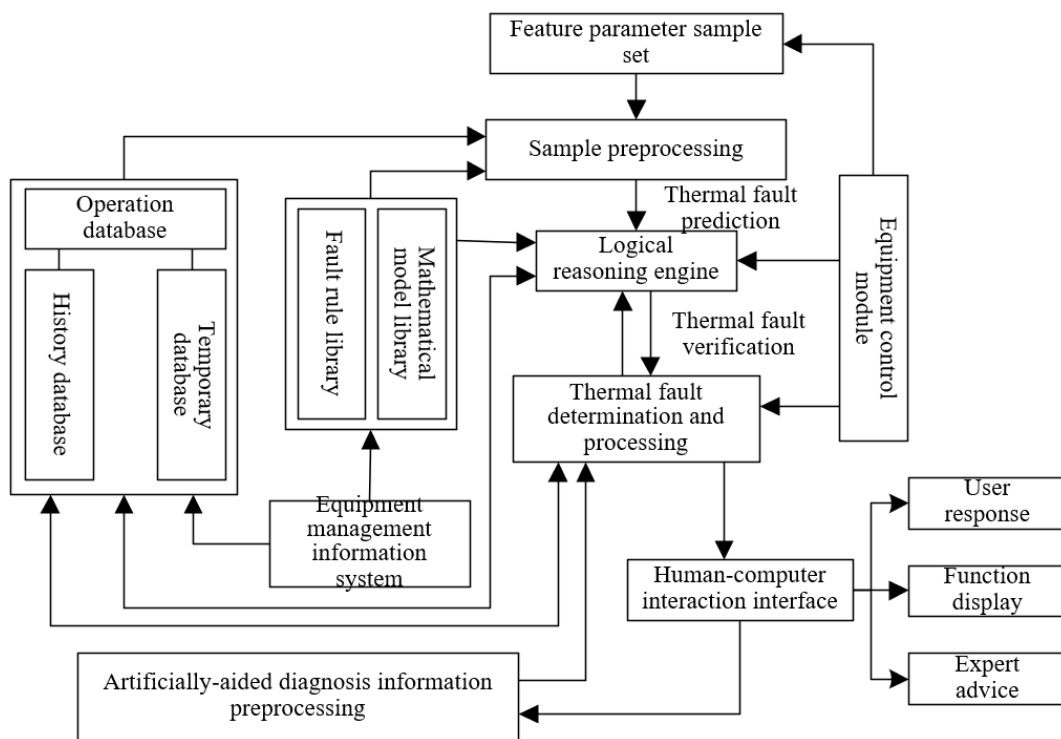 Feature parameter sample
set
Sample preprocessing
Thermal fault
prediction
Operation
database
History database
Temporary
database
Fault rule library
Mathematical
model library
Logical
reasoning engine
Equipment control
module
Thermal fault
verification
Thermal fault
determination and
processing
Equipment
management
information
system
User
response
Human-computer
interaction interface
Function
display
Expert
advice
Artificially-aided diagnosis information
preprocessing